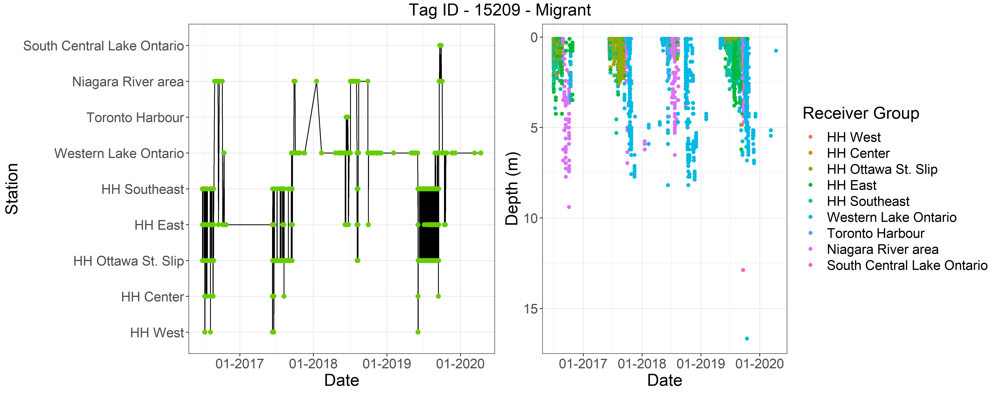 Tag ID - 15209 - Migrant
Station
South Central Lake Ontario
Niagara River area
Toronto Harbour
Western Lake Ontario
HH Southeast
HH East
HH Ottawa St. Slip
HH Center
HH West
01-2017
01-2018
01-2019
01-2020
Date
Depth (m)
0
5
10
15
01-2017
01-2018
01-2019
01-2020
Date
Receiver Group
HH West
HH Center
HH Ottawa St. Slip
HH East
HH Southeast
Western Lake Ontario
Toronto Harbour
Niagara River area
South Central Lake Ontario